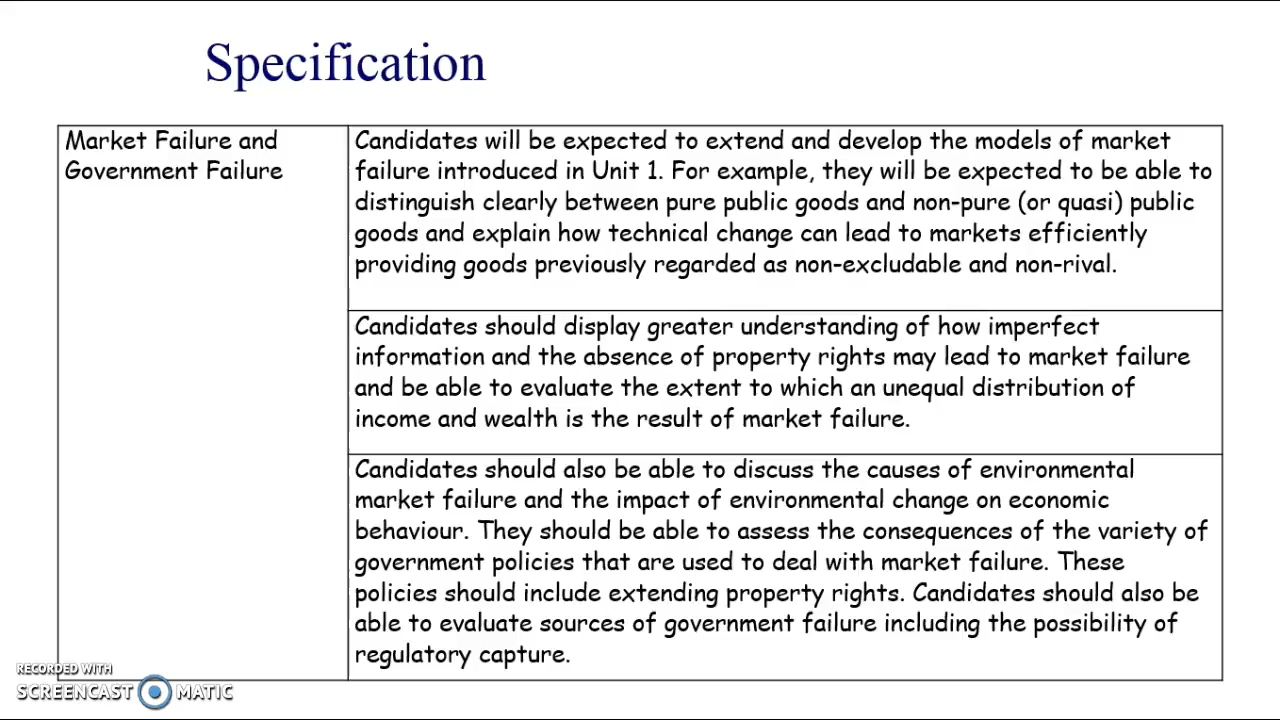 Specification
Market Failure and
Government Failure
Candidates will be expected to extend and develop the models of market
failure introduced in Unit 1. For example, they will be expected to be able to
distinguish clearly between pure public goods and non-pure (or quasi) public
goods and explain how technical change can lead to markets efficiently
providing goods previously regarded as non-excludable and non-rival.
Candidates should display greater understanding of how imperfect
information and the absence of property rights may lead to market failure
and be able to evaluate the extent to which an unequal distribution of
income and wealth is the result of market failure.
Candidates should also be able to discuss the causes of environmental
market failure and the impact of environmental change on economic
behaviour. They should be able to assess the consequences of the variety of
government policies that are used to deal with market failure. These
policies should include extending property rights. Candidates should also be
able to evaluate sources of government failure including the possibility of
regulatory capture.
RECORDED WITH
SCREENCAST MATIC